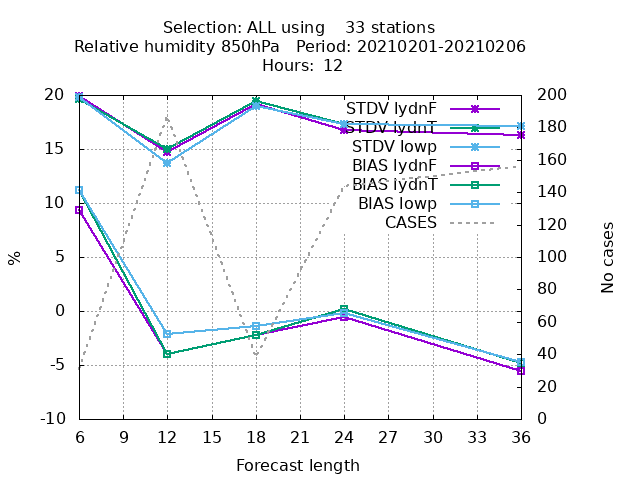 Selection: ALL using    33 stations
Relative humidity 850hPa   Period: 20210201-20210206
Hours:  12
STDV lydnF
STDV lydnT
STDV lowp
BIAS lydnF
BIAS lydnT
BIAS lowp
CASES
20
15
10
5
0
-5
-10
%
200
180
160
140
120
100
80
60
40
20
0
No cases
6 9 12 15 18 21 24 27 30 33 36
Forecast length